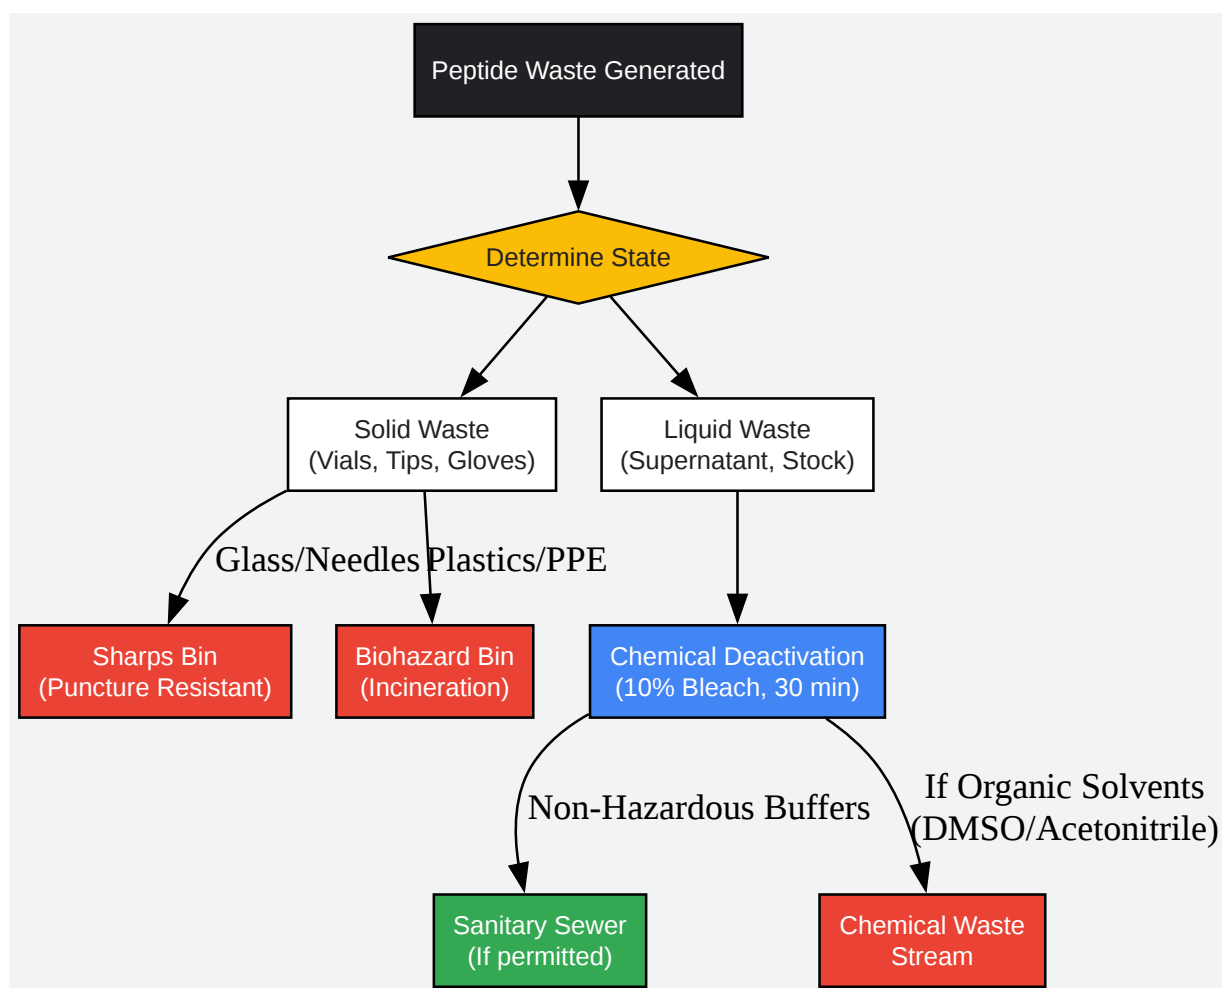 Peptide Waste Generated
Determine State
Solid Waste
(Vials, Tips, Gloves)
Liquid Waste
(Supernatant, Stock)
Glass/Needles
Plastics/PPE
Sharps Bin
(Puncture Resistant)
Biohazard Bin
(Incineration)
Chemical Deactivation
(10% Bleach, 30 min)
Non-Hazardous Buffers
If Organic Solvents
(DMSO/Acetonitrile)
Sanitary Sewer
(If permitted)
Chemical Waste
Stream